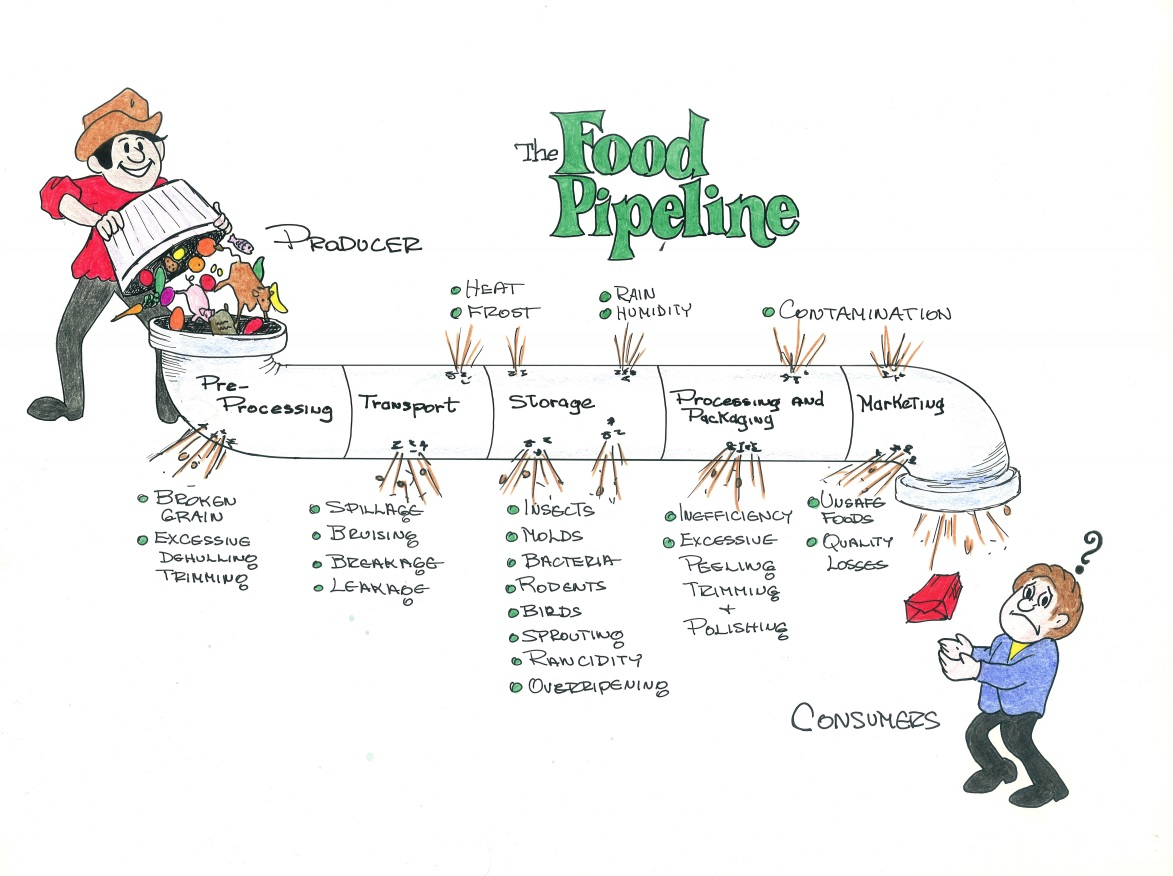 The Food
Pipeline
PRODUCER
HEAT
FROST
RAIN
HUMIDITY
CONTAMINATION
Pre-
Processing
Transport
Storage
Processing AND
Packaging
Marketing
BROKEN
GRAIN
EXCESSIVE
DEHULLING
TRIMMING
SPILLAGE
BRUISING
BREAKAGE
LEAKAGE
INSECTS
MOLDS
BACTERIA
RODENTS
BIRDS
SPROUTING
RANCIDITY
OVERRIPENING
INEFFICIENCY
EXCESSIVE
PEELING
TRIMMING
+
POLISHING
UNSAFE
FOODS
QUALITY
LOSSES
?
CONSUMERS